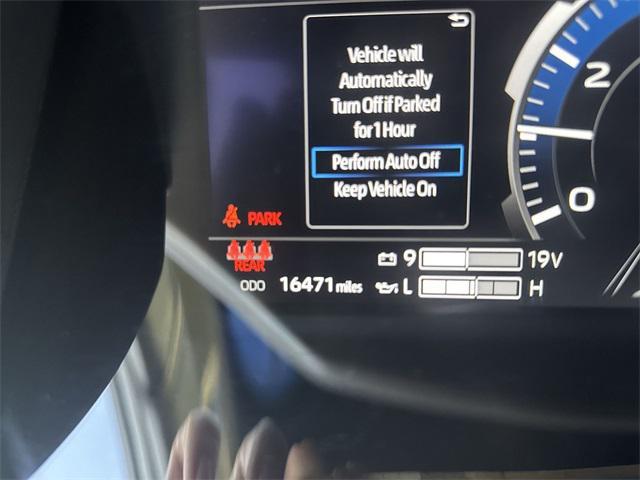 Vehicle will
Automatically
Turn Off if Parked
for 1 Hour
Perform Auto Off
Keep Vehicle On
2
0
PARK
REAR
9 19V
ODO 16471 miles
L H